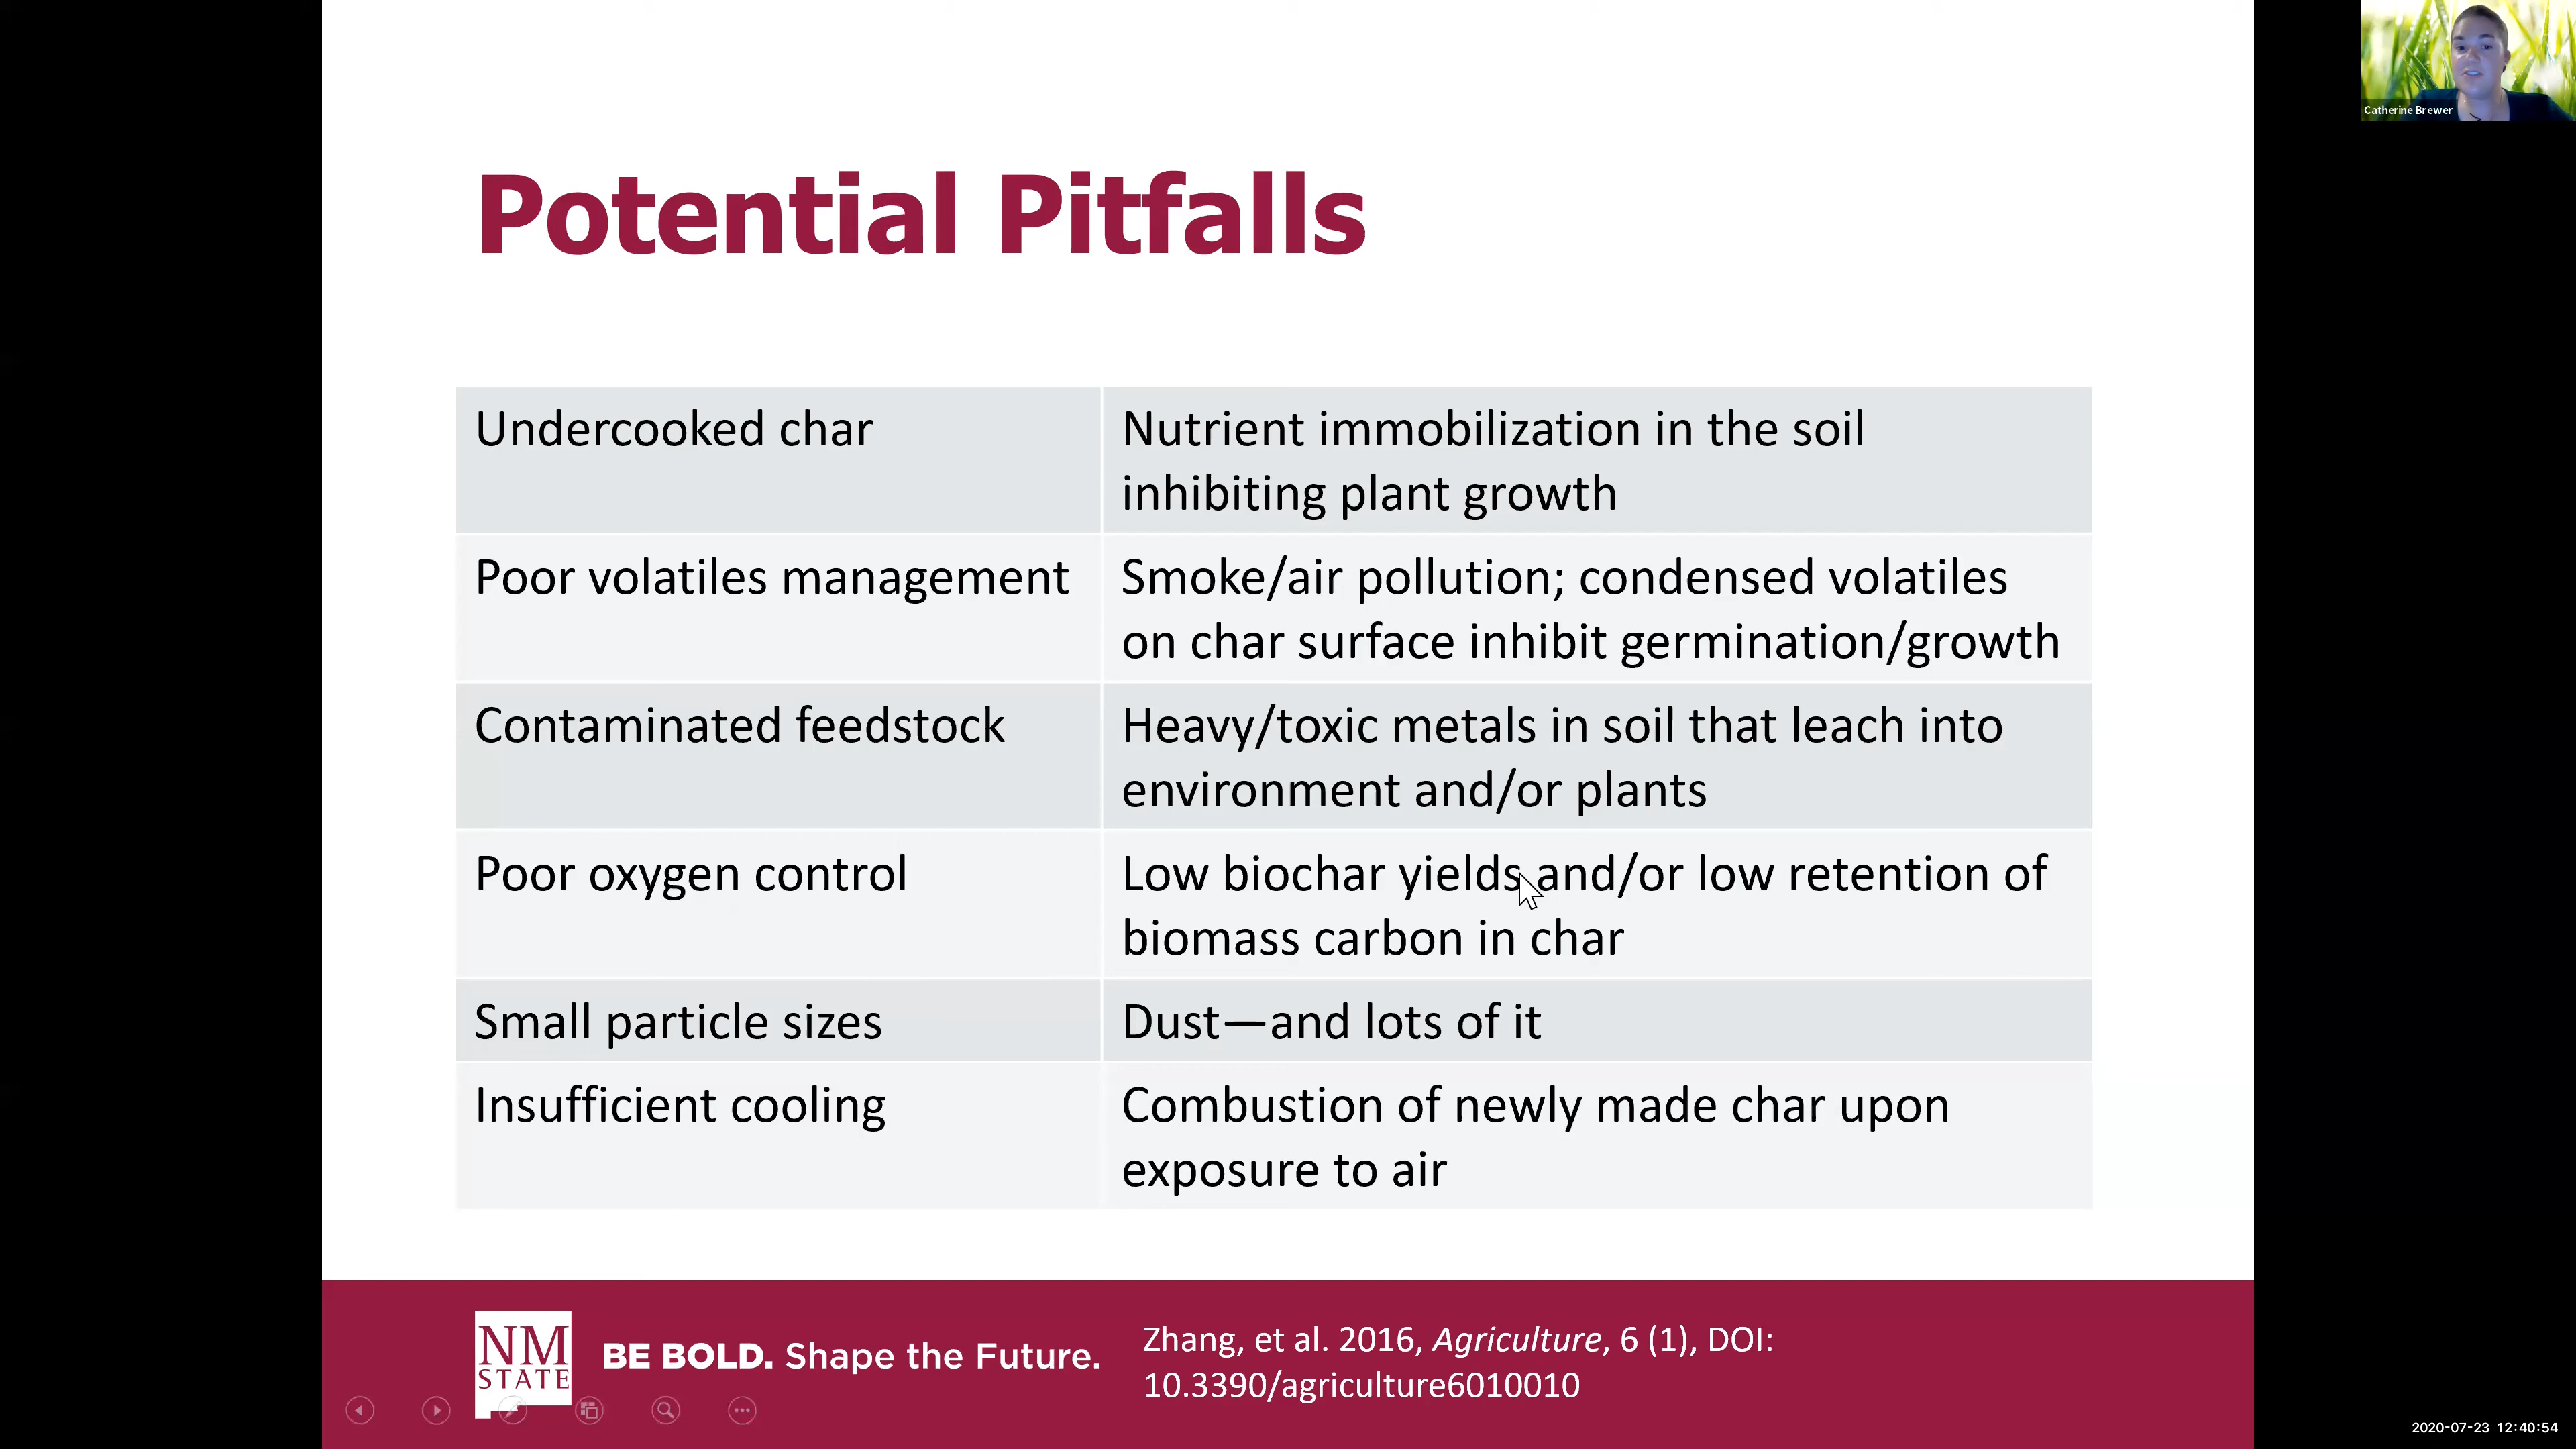 Catherine Brewer
Potential Pitfalls
Undercooked char
Nutrient immobilization in the soil
inhibiting plant growth
Poor volatiles management
Smoke/air pollution; condensed volatiles
on char surface inhibit germination/growth
Contaminated feedstock
Heavy/toxic metals in soil that leach into
environment and/or plants
Poor oxygen control
Low biochar yields and/or low retention of
biomass carbon in char
Small particle sizes
Dust—and lots of it
Insufficient cooling
Combustion of newly made char upon
exposure to air
NM
STATE
BE BOLD. Shape the Future.
Zhang, et al. 2016, Agriculture, 6 (1), DOI:
10.3390/agriculture6010010
2020-07-23 12:40:54